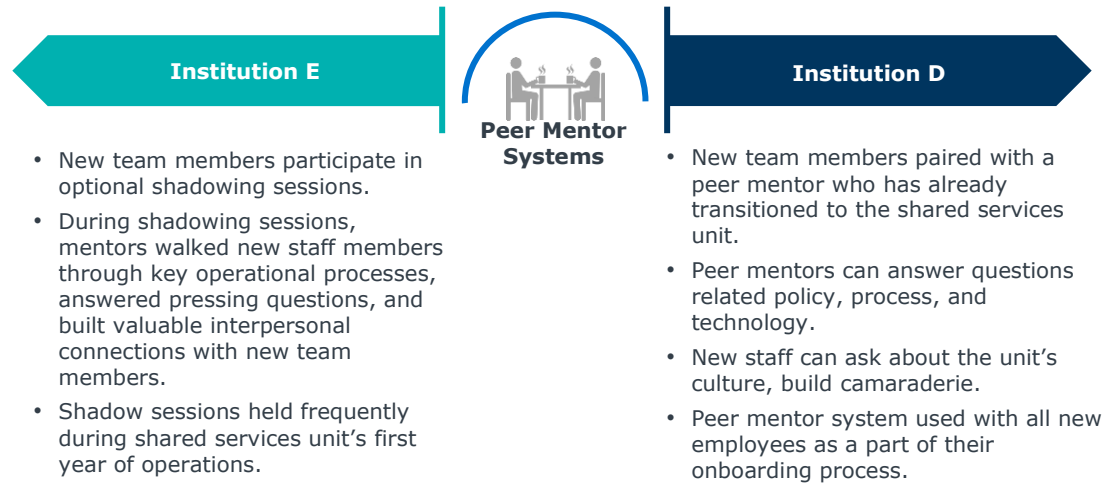 Institution E
Peer Mentor
Systems
Institution D
• New team members participate in
optional shadowing sessions.
• During shadowing sessions,
mentors walked new staff members
through key operational processes,
answered pressing questions, and
built valuable interpersonal
connections with new team
members.
• Shadow sessions held frequently
during shared services unit’s first
year of operations.
• New team members paired with a
peer mentor who has already
transitioned to the shared services
unit.
• Peer mentors can answer questions
related policy, process, and
technology.
• New staff can ask about the unit’s
culture, build camaraderie.
• Peer mentor system used with all new
employees as a part of their
onboarding process.